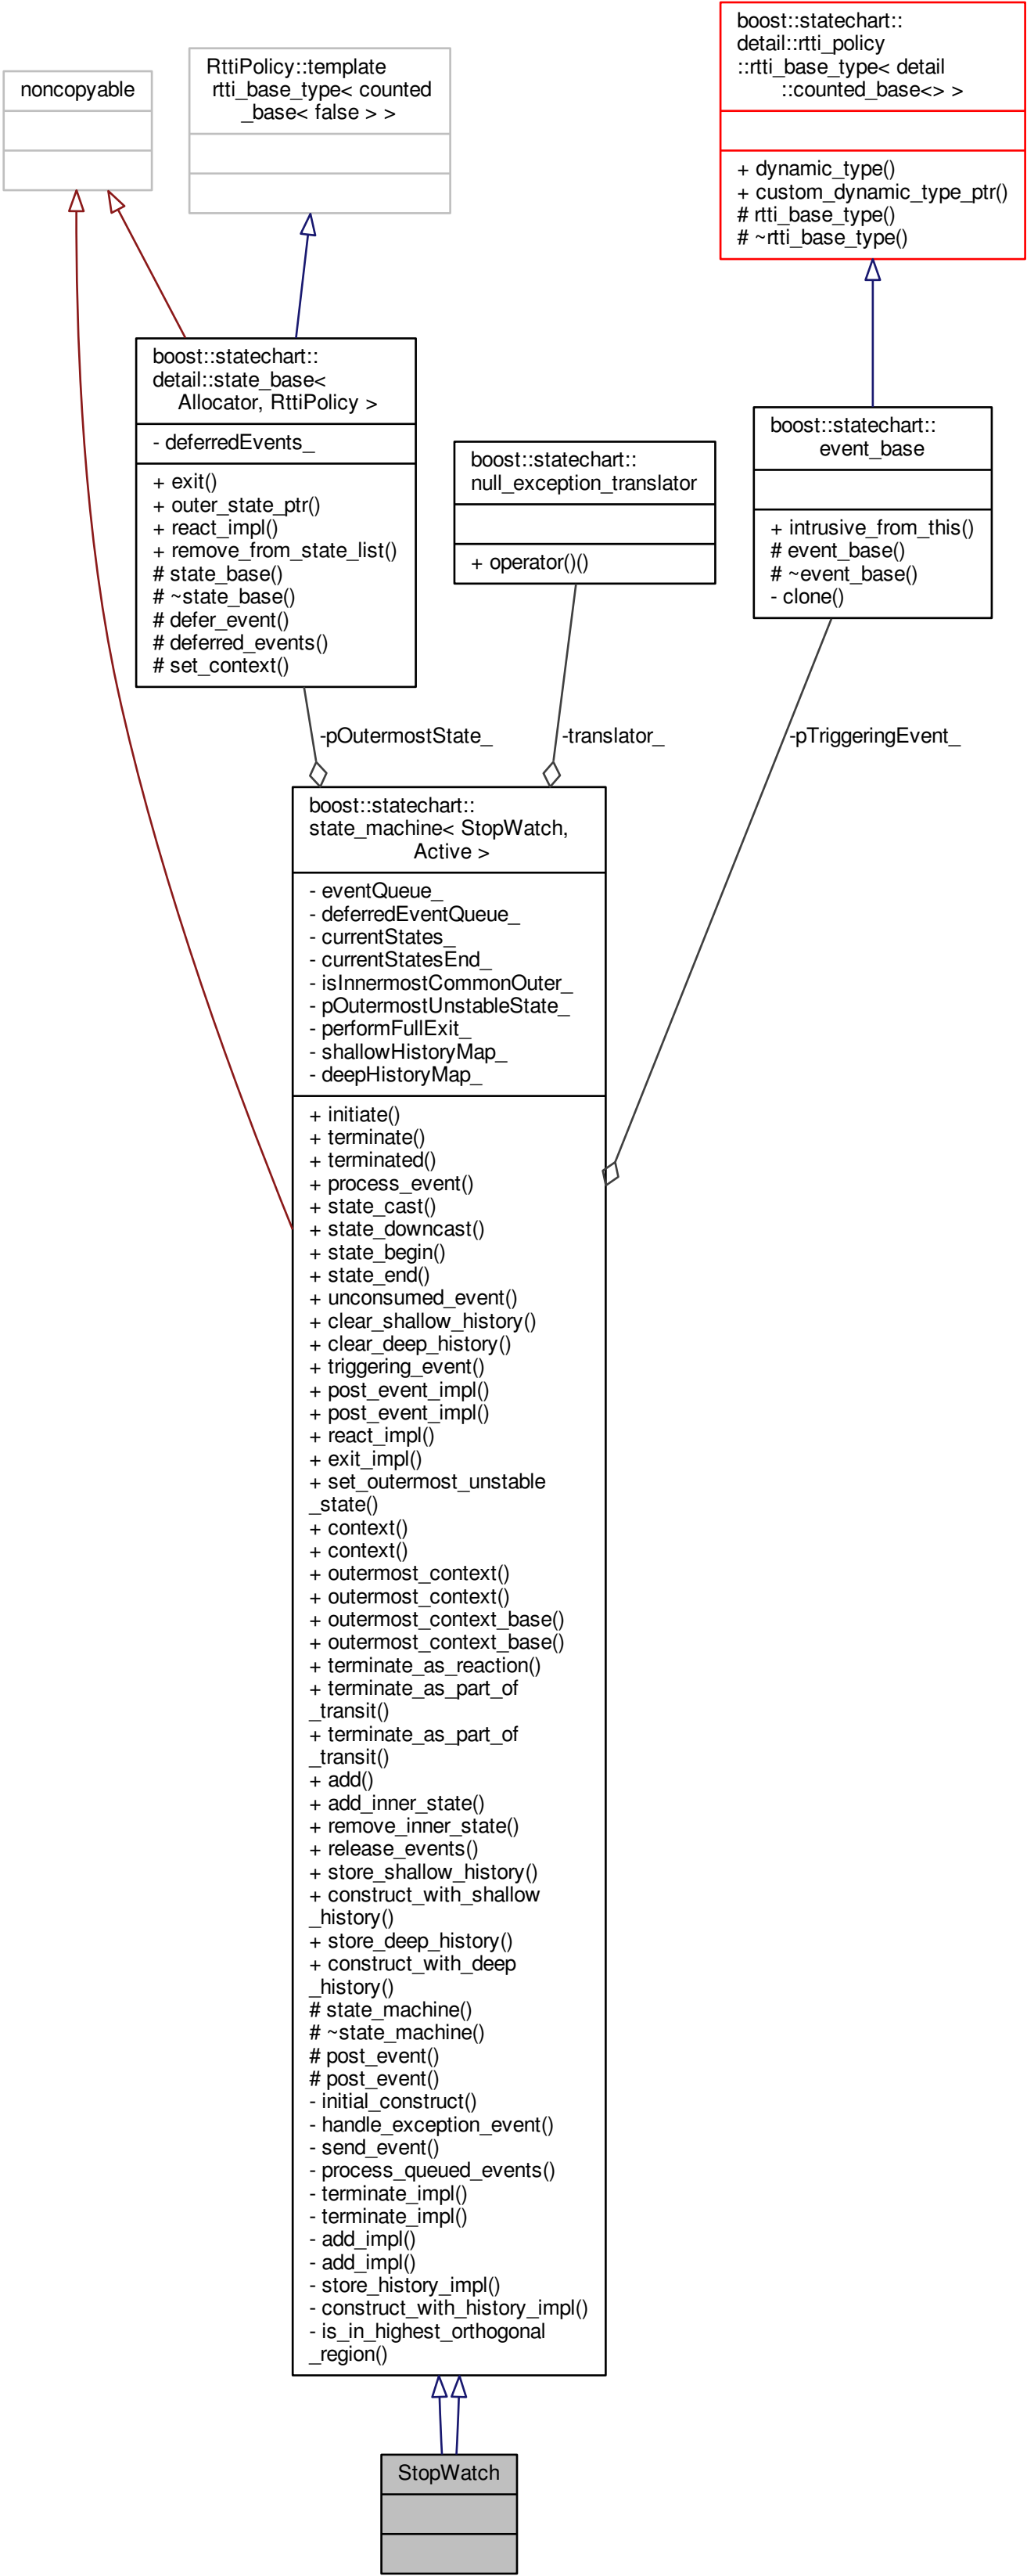 boost::statechart::
detail::rtti_policy
::rtti_base_type< detail
::counted_base<> >
+ dynamic_type()
+ custom_dynamic_type_ptr()
# rtti_base_type()
# ~rtti_base_type()
RttiPolicy::template
rtti_base_type< counted
_base< false > >
noncopyable
boost::statechart::
detail::state_base<
Allocator, RttiPolicy >
- deferredEvents_
+ exit()
+ outer_state_ptr()
+ react_impl()
+ remove_from_state_list()
# state_base()
# ~state_base()
# defer_event()
# deferred_events()
# set_context()
boost::statechart::
null_exception_translator
+ operator()()
boost::statechart::
event_base
+ intrusive_from_this()
# event_base()
# ~event_base()
- clone()
-pOutermostState_
-translator_
-pTriggeringEvent_
boost::statechart::
state_machine< StopWatch,
Active >
- eventQueue_
- deferredEventQueue_
- currentStates_
- currentStatesEnd_
- isInnermostCommonOuter_
- pOutermostUnstableState_
- performFullExit_
- shallowHistoryMap_
- deepHistoryMap_
+ initiate()
+ terminate()
+ terminated()
+ process_event()
+ state_cast()
+ state_downcast()
+ state_begin()
+ state_end()
+ unconsumed_event()
+ clear_shallow_history()
+ clear_deep_history()
+ triggering_event()
+ post_event_impl()
+ post_event_impl()
+ react_impl()
+ exit_impl()
+ set_outermost_unstable
_state()
+ context()
+ context()
+ outermost_context()
+ outermost_context()
+ outermost_context_base()
+ outermost_context_base()
+ terminate_as_reaction()
+ terminate_as_part_of
_transit()
+ terminate_as_part_of
_transit()
+ add()
+ add_inner_state()
+ remove_inner_state()
+ release_events()
+ store_shallow_history()
+ construct_with_shallow
_history()
+ store_deep_history()
+ construct_with_deep
_history()
# state_machine()
# ~state_machine()
# post_event()
# post_event()
- initial_construct()
- handle_exception_event()
- send_event()
- process_queued_events()
- terminate_impl()
- terminate_impl()
- add_impl()
- add_impl()
- store_history_impl()
- construct_with_history_impl()
- is_in_highest_orthogonal
_region()
StopWatch